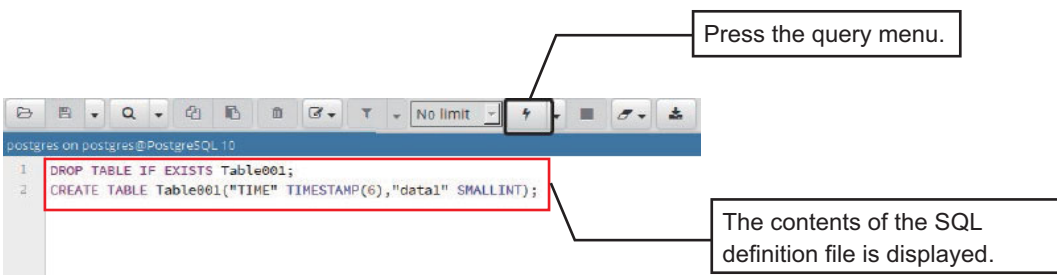 Press the query menu.
No limit
postgres on postgres@PostgreSQL 10
1 DROP TABLE IF EXISTS Table001;
2 CREATE TABLE Table001("TIME" TIMESTAMP(6),"data1" SMALLINT);
The contents of the SQL
definition file is displayed.